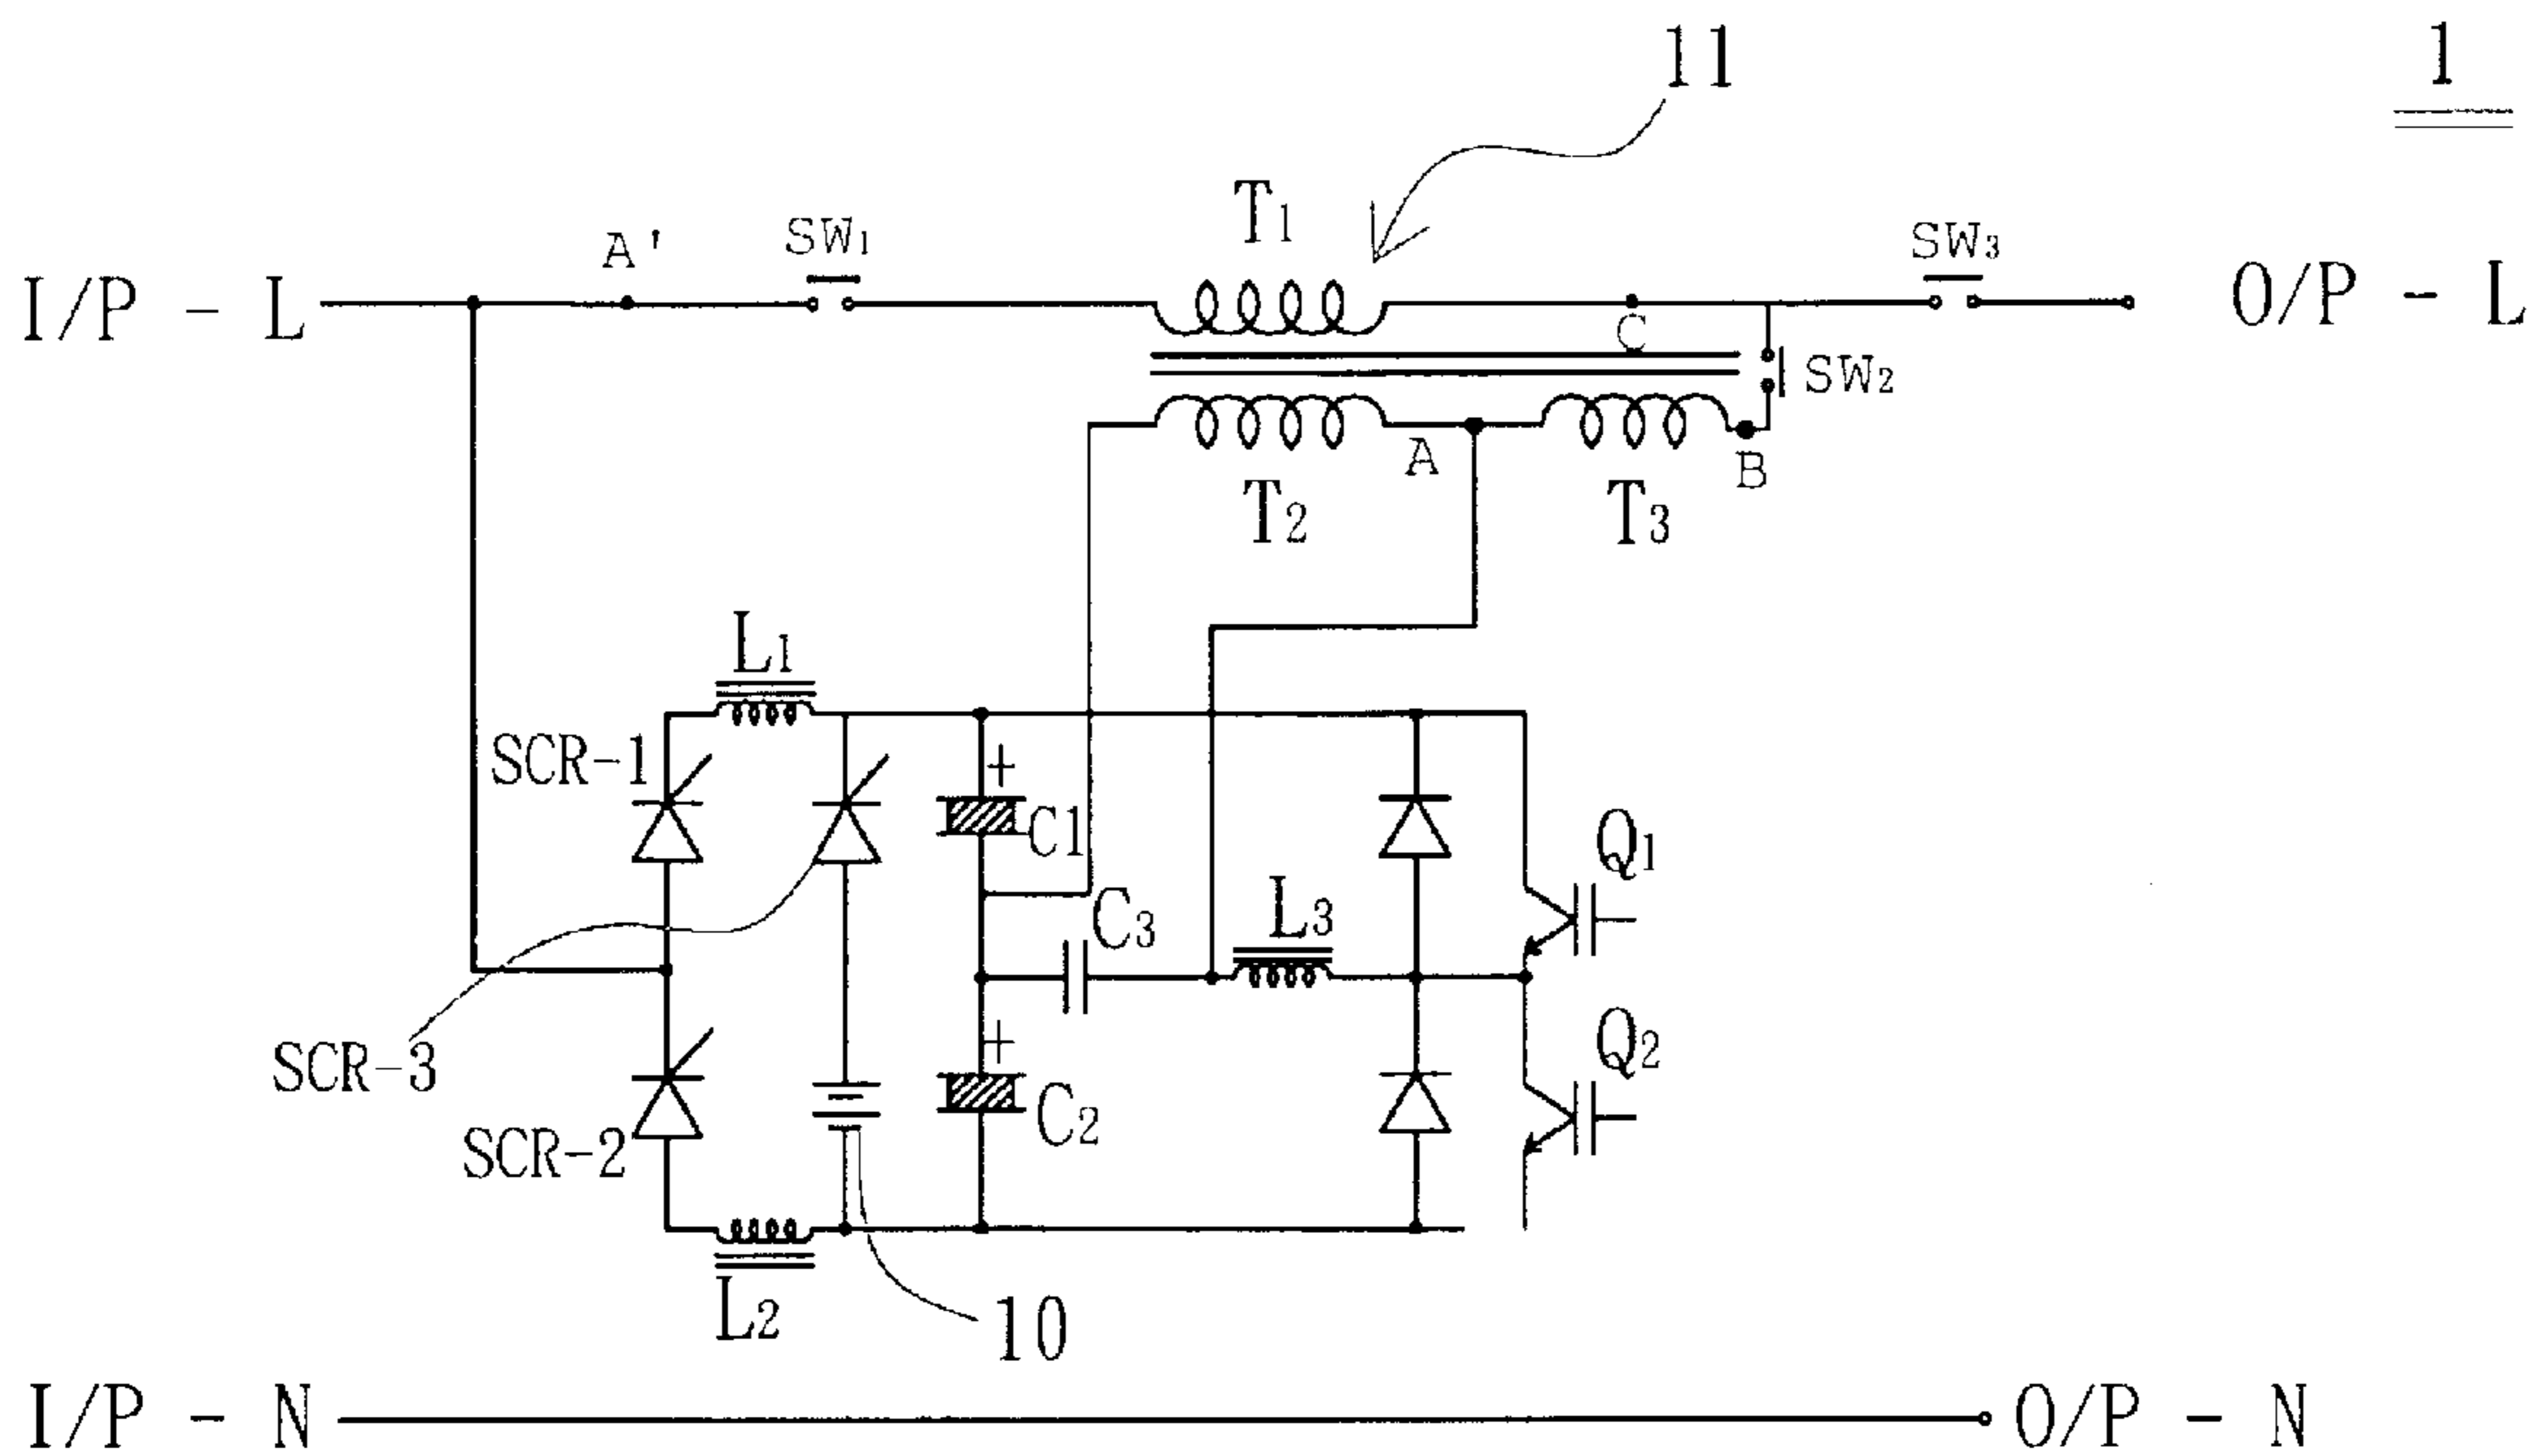 11
1
T1
A'
SW1
SW3
I/P - L
O/P - L
C
SW2
A
B
T2
T3
L1
SCR-1
+
C1
Q1
C3
L3
SCR-3
+
Q2
C2
SCR-2
L2
10
I/P - N
O/P - N